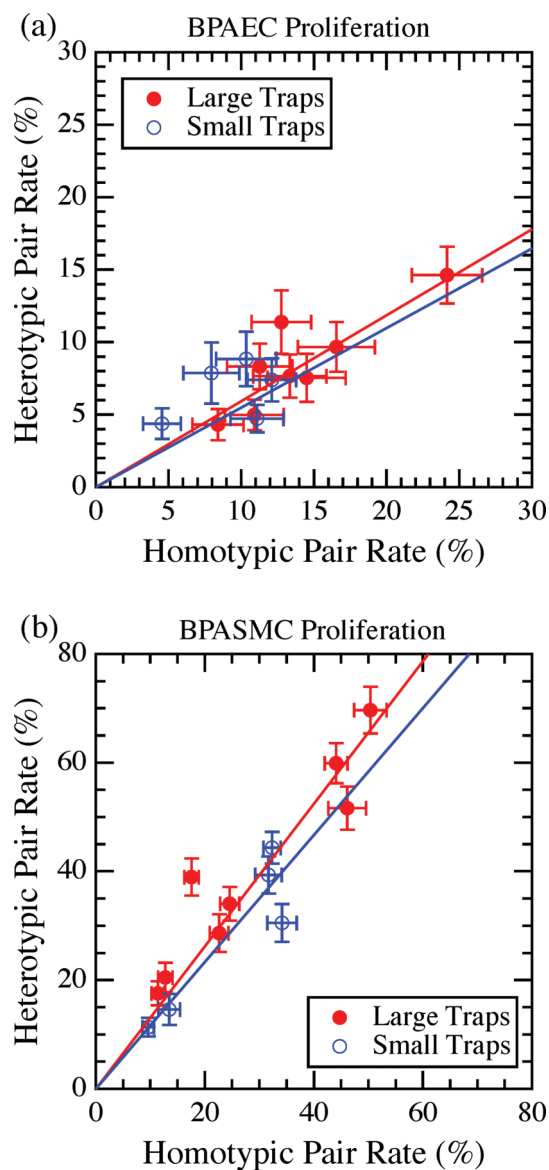 (a)
BPAEC Proliferation
30
25
20
15
10
5
0
Heterotypic Pair Rate (%)
Large Traps
Small Traps
0 5 10 15 20 25 30
Homotypic Pair Rate (%)
(b)
BPASMC Proliferation
80
60
40
20
0
Heterotypic Pair Rate (%)
Large Traps
Small Traps
0 20 40 60 80
Homotypic Pair Rate (%)